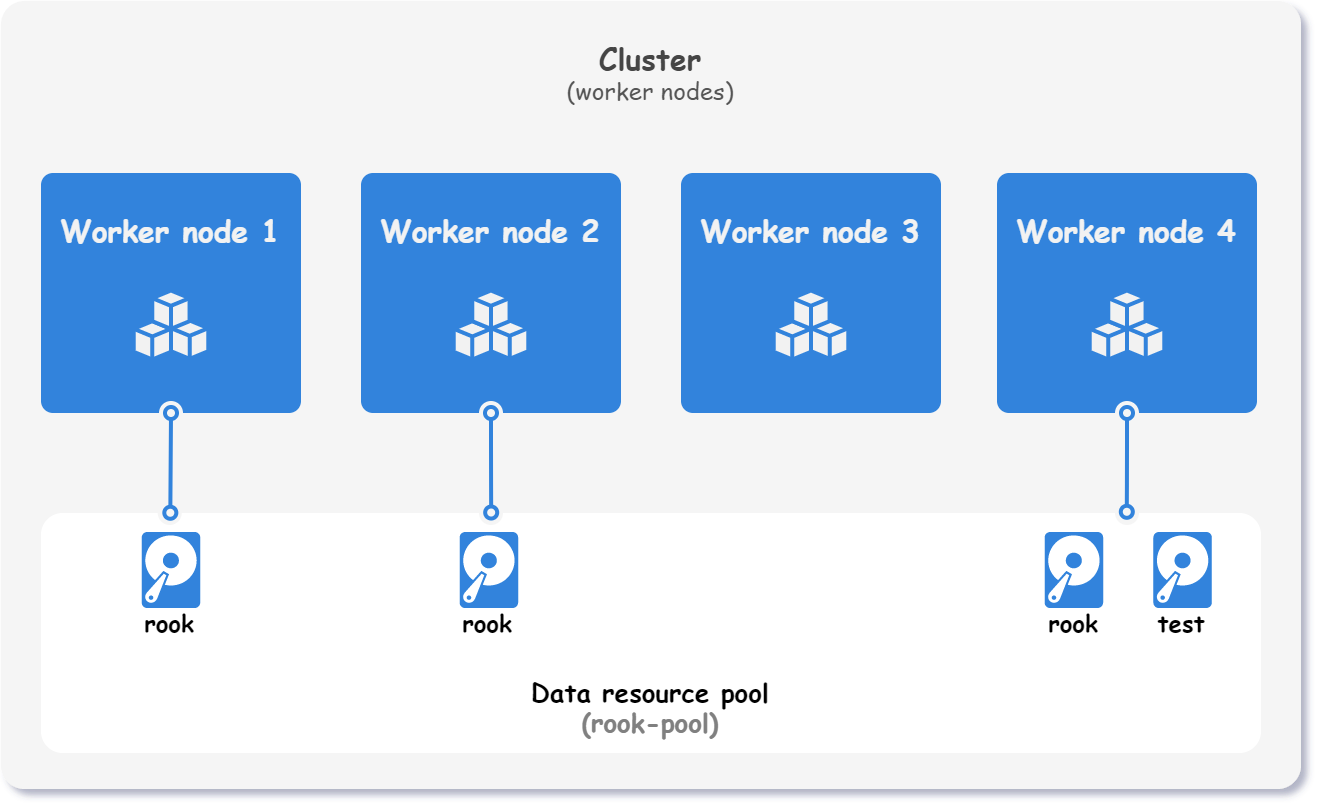 Cluster
(worker nodes)
Worker node 1
Worker node 2
Worker node 3
Worker node 4
rook
rook
rook
test
Data resource pool
(rook-pool)